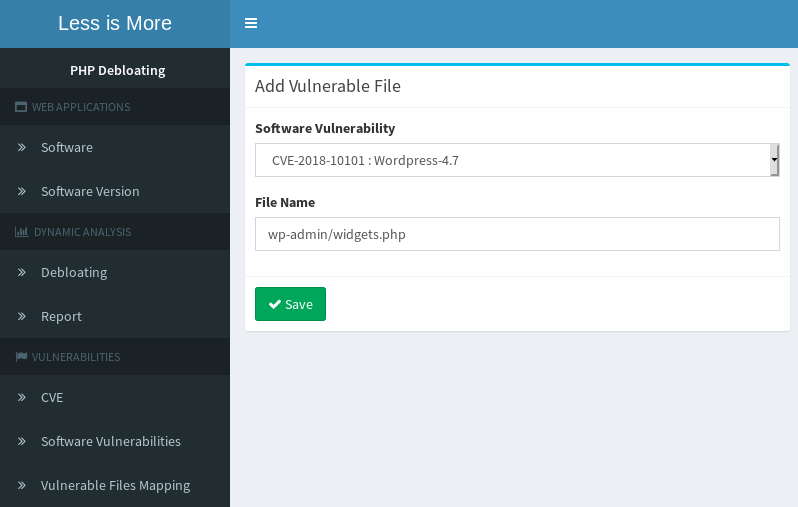 Less is More
PHP Debloating
WEB APPLICATIONS
Software
Software Version
DYNAMIC ANALYSIS
Debloating
Report
VULNERABILITIES
CVE
Software Vulnerabilities
Vulnerable Files Mapping
Add Vulnerable File
Software Vulnerability
CVE-2018-10101 : Wordpress-4.7
File Name
wp-admin/widgets.php
Save